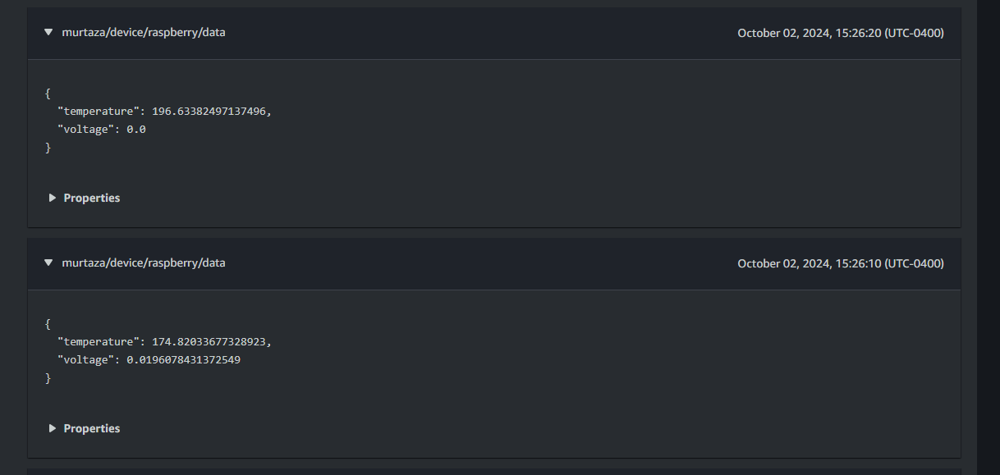 murtaza/device/raspberry/data
October 02, 2024, 15:26:20 (UTC-0400)
{
"temperature": 196.63382497137496,
"voltage": 0.0
}
Properties
murtaza/device/raspberry/data
October 02, 2024, 15:26:10 (UTC-0400)
{
"temperature": 174.82033677328923,
"voltage": 0.0196078431372549
}
Properties